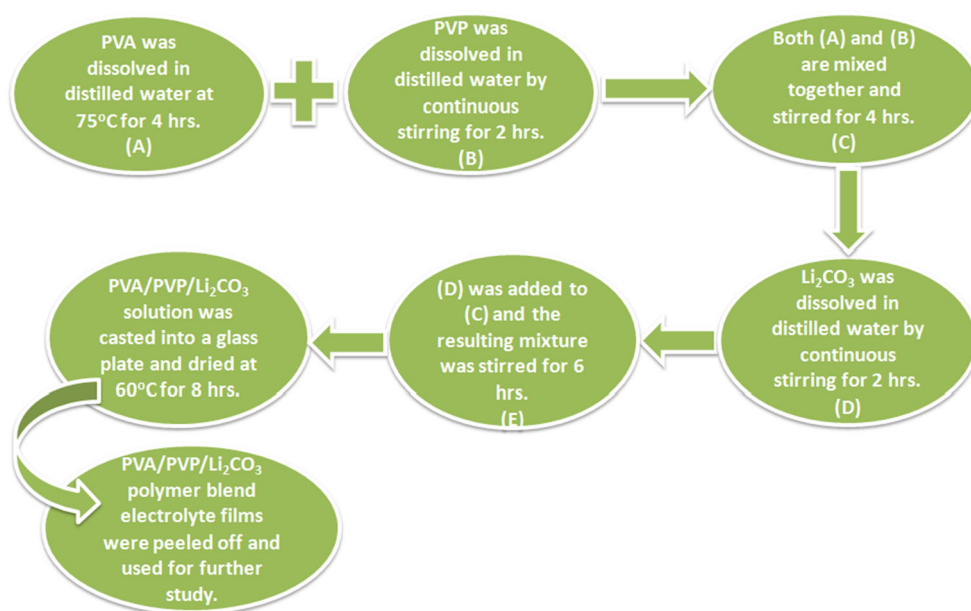 PVA was
dissolved in
distilled water at
75°C for 4 hrs.
(A)
PVP was
dissolved in
distilled water by
continuous
stirring for 2 hrs.
(B)
Both (A) and (B)
are mixed
together and
stirred for 4 hrs.
(C)
Li₂CO₃ was
dissolved in
distilled water by
continuous
stirring for 2 hrs.
(D)
(D) was added to
(C) and the
resulting mixture
was stirred for 6
hrs.
(E)
PVA/PVP/Li₂CO₃
solution was
casted into a glass
plate and dried at
60°C for 8 hrs.
PVA/PVP/Li₂CO₃
polymer blend
electrolyte films
were peeled off and
used for further
study.